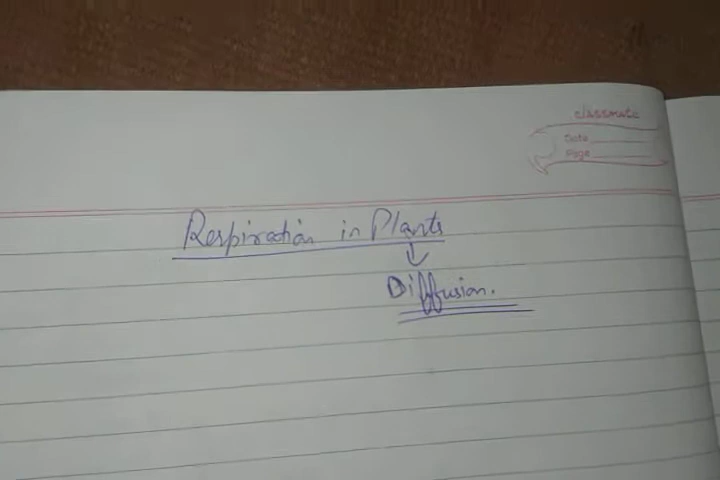 classmate
Date
Page
Respiration in Plants
↓
Diffusion.